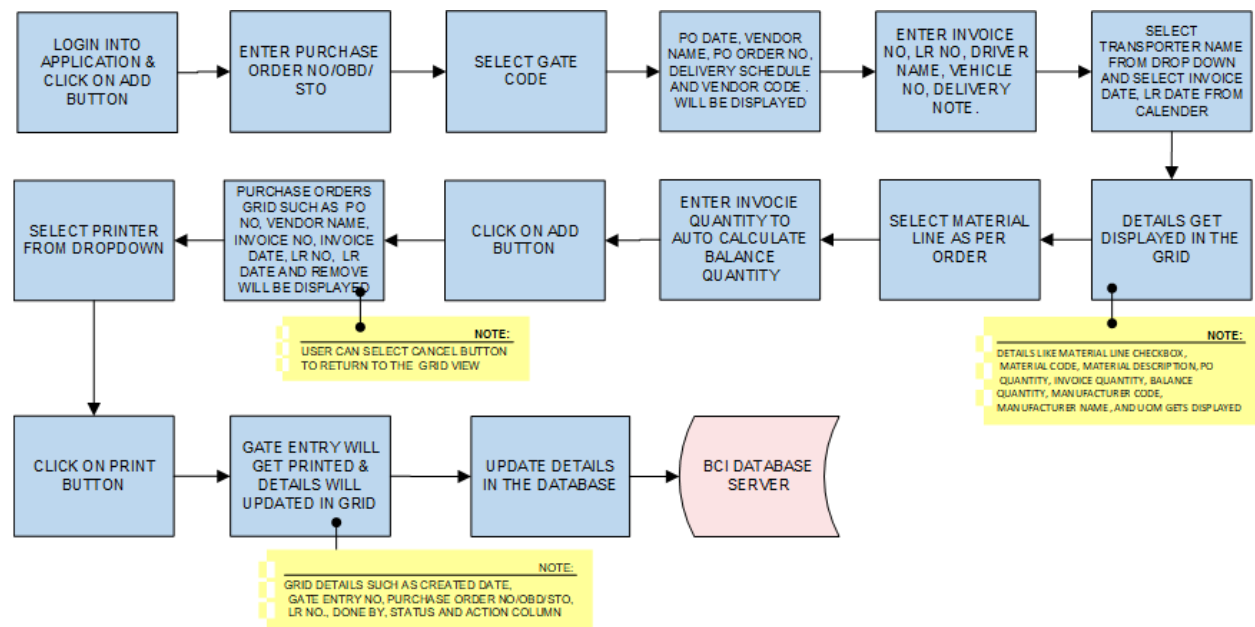 LOGIN INTO
APPLICATION &
CLICK ON ADD
BUTTON
ENTER PURCHASE
ORDER NO/OBD/
STO
SELECT GATE
CODE
PO DATE, VENDOR
NAME, PO ORDER NO,
DELIVERY SCHEDULE
AND VENDOR CODE .
WILL BE DISPLAYED
ENTER INVOICE
NO, LR NO, DRIVER
NAME, VEHICLE
NO, DELIVERY
NOTE .
SELECT
TRANSPORTER NAME
FROM DROP DOWN
AND SELECT INVOICE
DATE, LR DATE FROM
CALENDER
DETAILS GET
DISPLAYED IN THE
GRID
NOTE:
DETAILS LIKE MATERIAL LINE CHECKBOX,
MATERIAL CODE, MATERIAL DESCRIPTION, PO
QUANTITY, INVOICE QUANTITY, BALANCE
QUANTITY, MANUFACTURER CODE,
MANUFACTURER NAME, AND UOM GETS DISPLAYED
SELECT MATERIAL
LINE AS PER
ORDER
ENTER INVOCIE
QUANTITY TO
AUTO CALCULATE
BALANCE
QUANTITY
CLICK ON ADD
BUTTON
PURCHASE ORDERS
GRID SUCH AS PO
NO, VENDOR NAME,
INVOICE NO, INVOICE
DATE, LR NO, LR
DATE AND REMOVE
WILL BE DISPLAYED
NOTE:
USER CAN SELECT CANCEL BUTTON
TO RETURN TO THE GRID VIEW
SELECT PRINTER
FROM DROPDOWN
CLICK ON PRINT
BUTTON
GATE ENTRY WILL
GET PRINTED &
DETAILS WILL
UPDATED IN GRID
NOTE:
GRID DETAILS SUCH AS CREATED DATE,
GATE ENTRY NO, PURCHASE ORDER NO/OBD/STO,
LR NO., DONE BY, STATUS AND ACTION COLUMN
UPDATE DETAILS
IN THE DATABASE
BCI DATABASE
SERVER